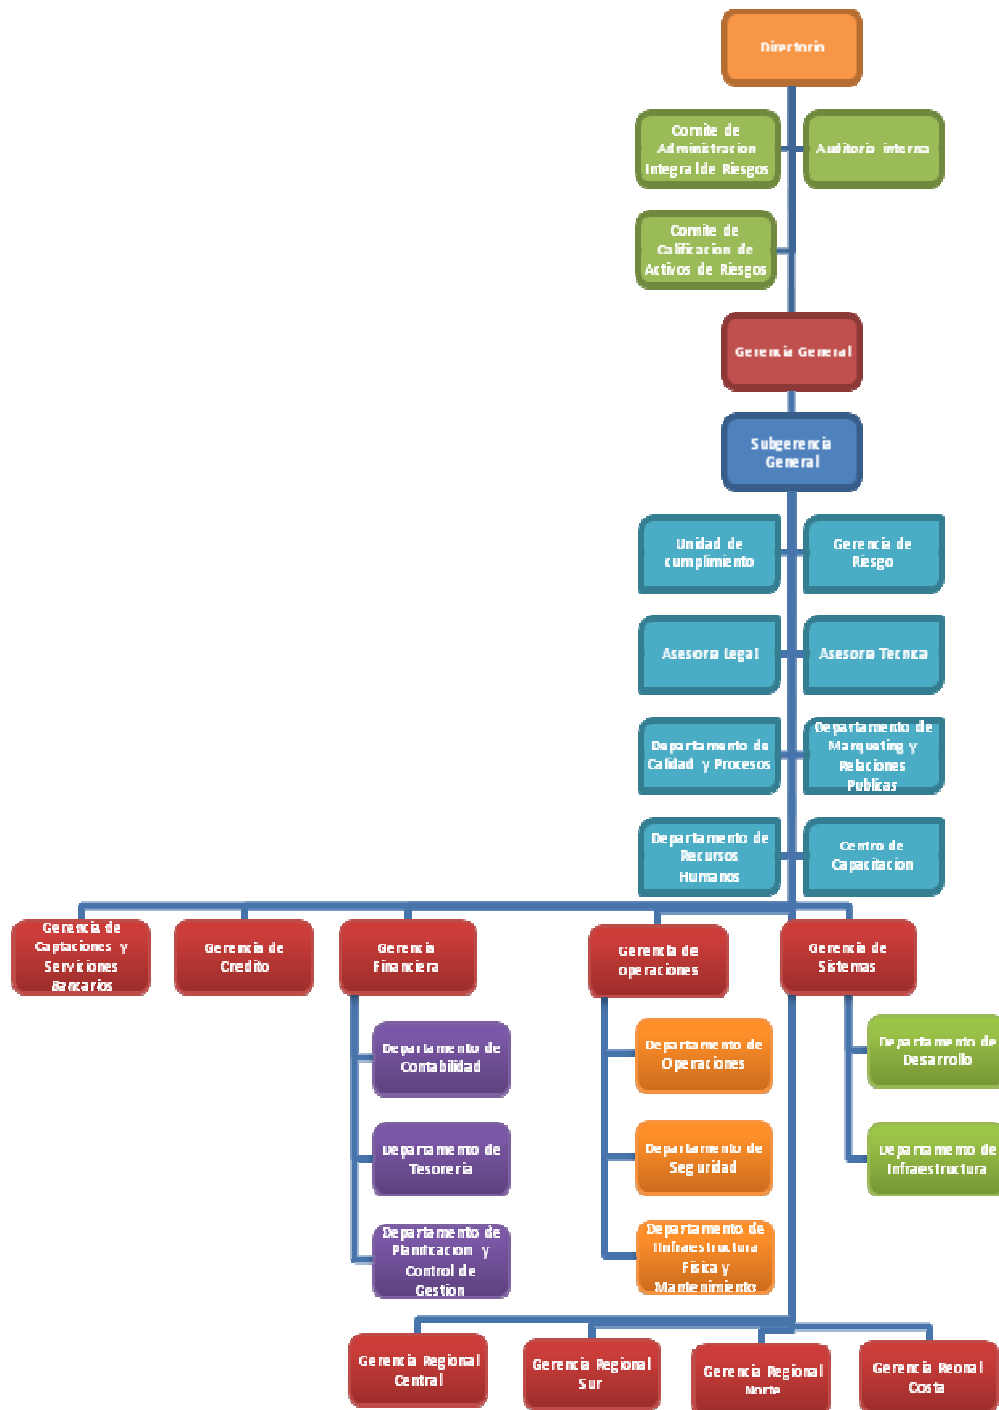 Directorio
Comite de
Administracion
Integral de Riesgos
Auditoria interna
Comite de
Calificacion de
Activos de Riesgos
Gerencia General
Subgerencia
General
Unidad de
cumplimiento
Gerencia de
Riesgo
Asesoria Legal
Asesoria Tecnica
Departamento de
Calidad y Procesos
Departamento de
Marqueting y
Relaciones
Publicas
Departamento de
Recursos
Humanos
Centro de
Capacitacion
Gerencia de
Captaciones y
Serviciones
Bancarios
Gerencia de
Credito
Gerencia
Financiera
Gerencia de
operaciones
Gerencia de
Sistemas
Departamento de
Contabilidad
Departamento de
Operaciones
Departamento de
Desarrollo
Departamento de
Tesoreria
Departamento de
Seguridad
Departamento de
Infraestructura
Departamento de
Planificacion y
Control de
Gestion
Departamento de
IInfraestructura
Fisica y
Mantenimiento
Gerencia Regional
Central
Gerencia Regional
Sur
Gerencia Regional
Norte
Gerencia Reonal
Costa